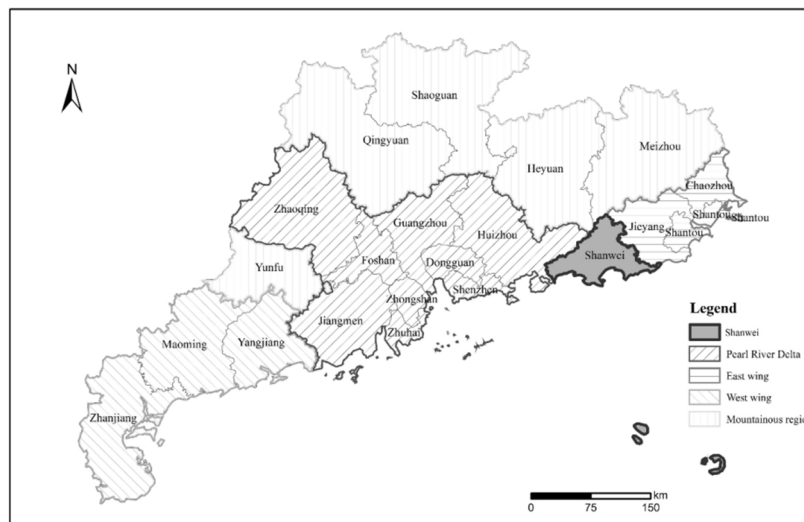 N
Shaoguan
Qingyuan
Meizhou
Heyuan
Chaozhou
Zhaoqing
Shantou
Shantou
Guangzhou
Jieyang
Huizhou
Shantou
Foshan
Dongguan
Shanwei
Yunfu
Shenzhen
Zhongshan
Jiangmen
Zhuhai
Yangjiang
Maoming
Zhanjiang
Legend
Shanwei
Pearl River Delta
East wing
West wing
Mountainous region
km
0 75 150